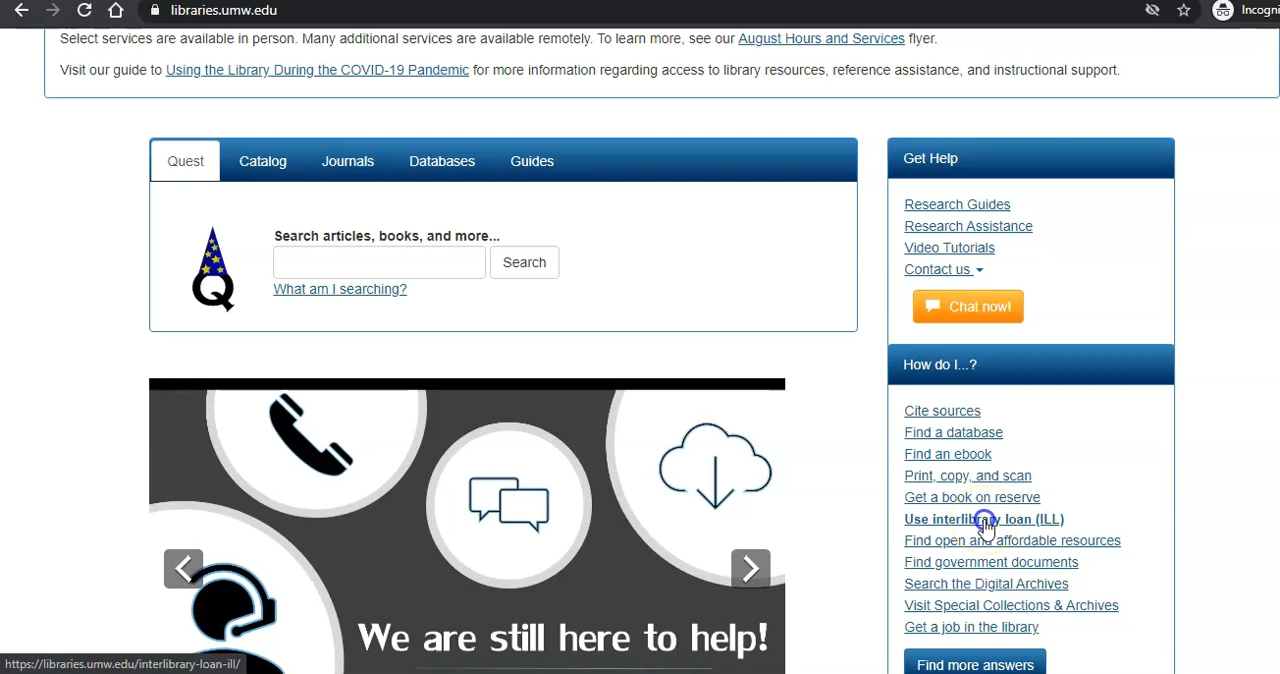 libraries.umw.edu
Incogni
Select services are available in person. Many additional services are available remotely. To learn more, see our August Hours and Services flyer.
Visit our guide to Using the Library During the COVID-19 Pandemic for more information regarding access to library resources, reference assistance, and instructional support.
Quest Catalog Journals Databases Guides
Search articles, books, and more...
Search
What am I searching?
Q
We are still here to help!
Get Help
Research Guides
Research Assistance
Video Tutorials
Contact us
Chat now!
How do I...?
Cite sources
Find a database
Find an ebook
Print, copy, and scan
Get a book on reserve
Use interlibrary loan (ILL)
Find open and affordable resources
Find government documents
Search the Digital Archives
Visit Special Collections & Archives
Get a job in the library
Find more answers
https://libraries.umw.edu/interlibrary-loan-ill/